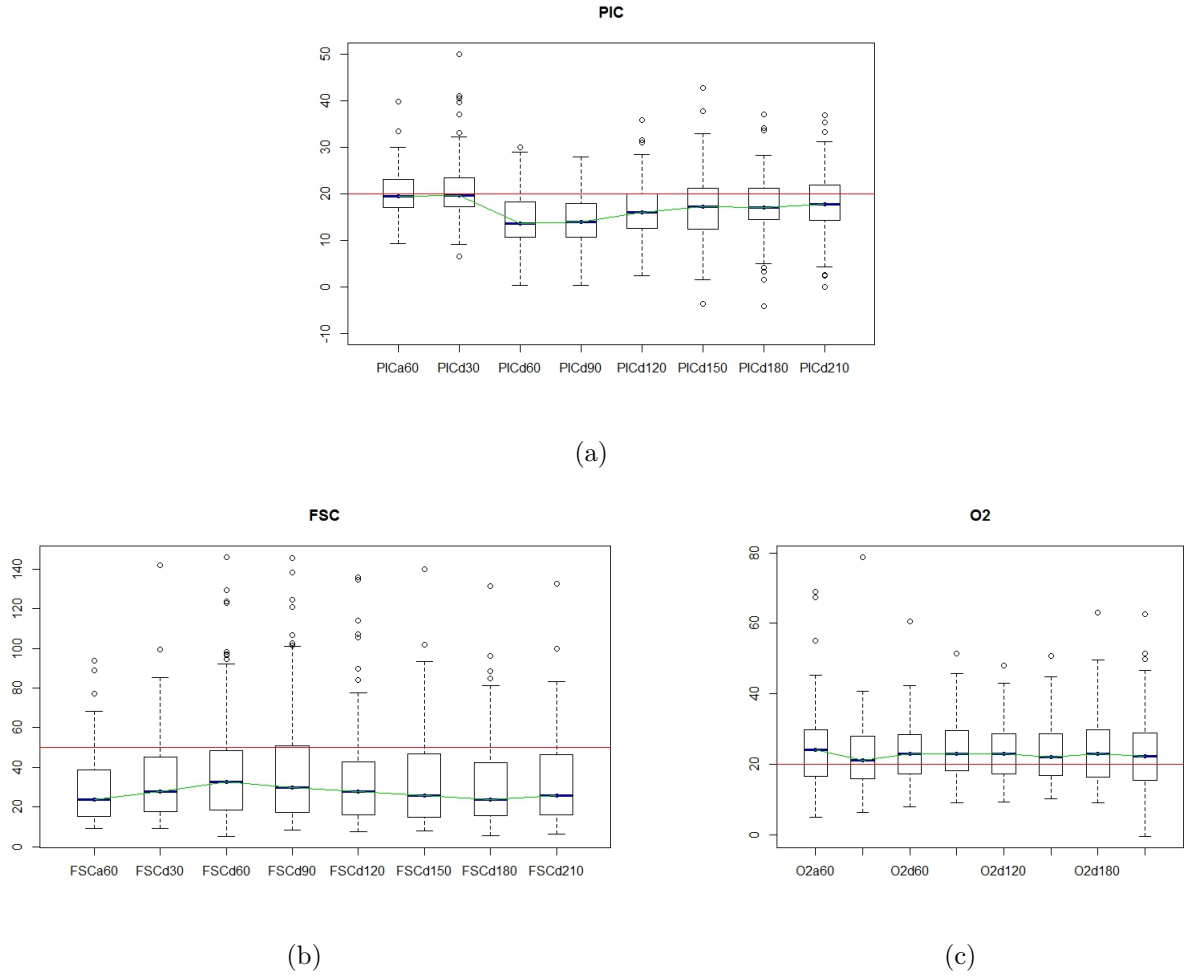 PIC
50
40
30
20
10
0
-10
PICa60 PICd30 PICd60 PICd90 PICd120 PICd150 PICd180 PICd210
(a)
FSC
140
120
100
80
60
40
20
0
FSCa60 FSCd30 FSCd60 FSCd90 FSCd120 FSCd150 FSCd180 FSCd210
(b)
O2
80
60
40
20
0
O2a60 O2d60 O2d120 O2d180
(c)